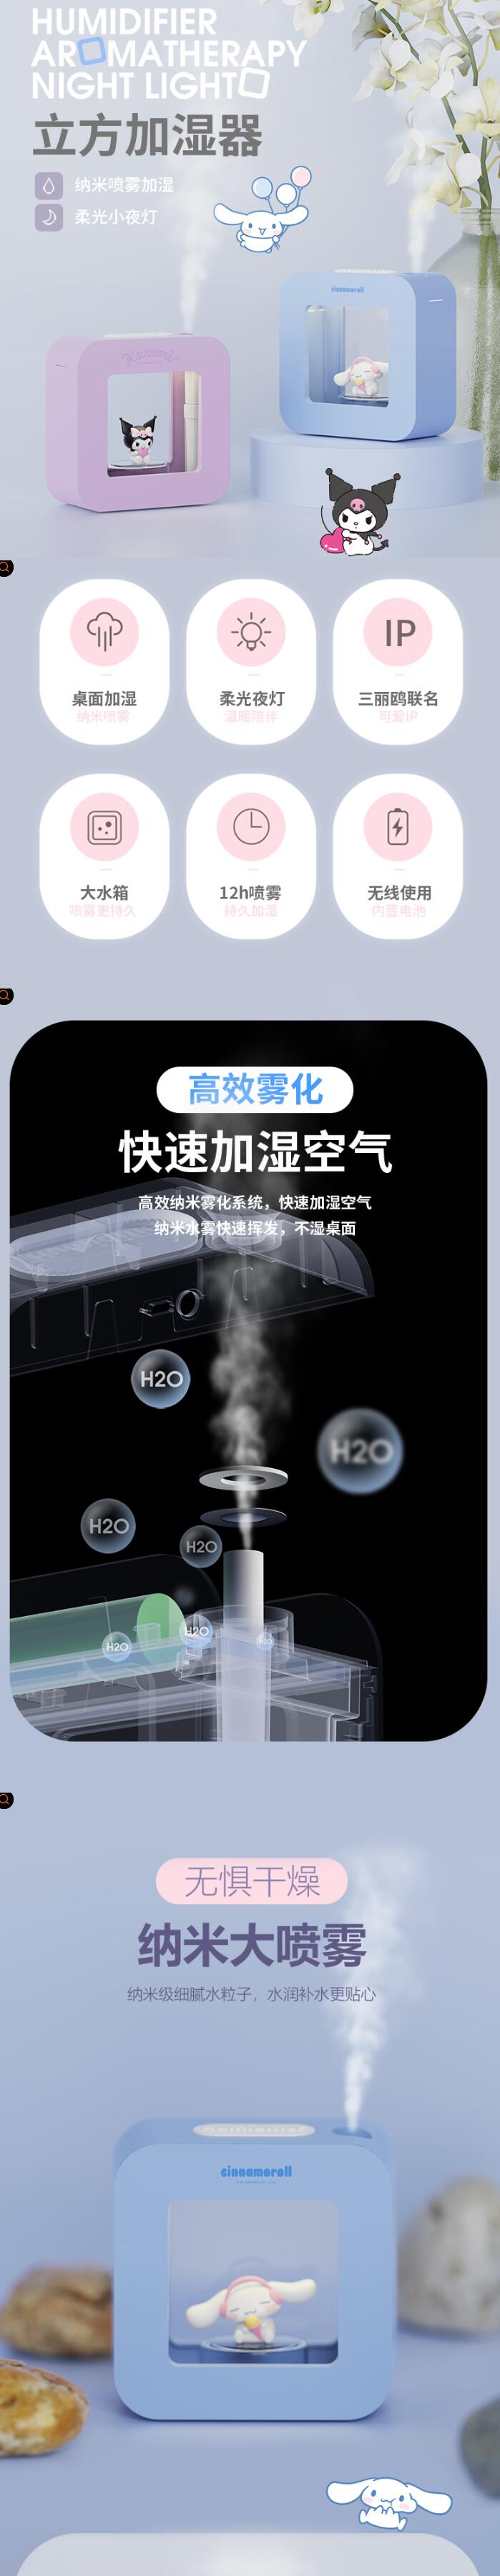 HUMIDIFIER
AROMATHERAPY
NIGHT LIGHT
立方加湿器
纳米喷雾加湿
柔光小夜灯
cinnamoroll
Kuromi
IP
桌面加湿
柔光夜灯
三丽鸥联名
纳米喷雾
温暖陪伴
可爱IP
大水箱
12h喷雾
无线使用
喷雾更持久
持久加湿
内置电池
高效雾化
快速加湿空气
高效纳米雾化系统，快速加湿空气
纳米水雾快速挥发，不湿桌面
H2O
H2O
H2O
H2O
H2O
H2O
H2O
无惧干燥
纳米大喷雾
纳米级细腻水粒子，水润补水更贴心
cinnamoroll